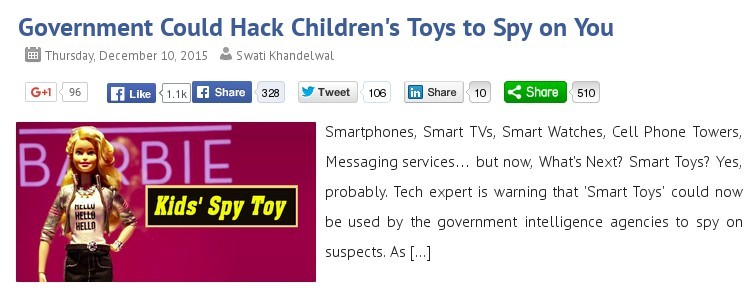 Government Could Hack Children's Toys to Spy on You
Thursday, December 10, 2015 Swati Khandelwal
G+1 96 Like 1.1k Share 328 Tweet 106 Share 10 Share 510
BARBIE
HELLO
HELLO
HELLO
Kids' Spy Toy
Smartphones, Smart TVs, Smart Watches, Cell Phone Towers,
Messaging services... but now, What's Next? Smart Toys? Yes,
probably. Tech expert is warning that 'Smart Toys' could now
be used by the government intelligence agencies to spy on
suspects. As [...]